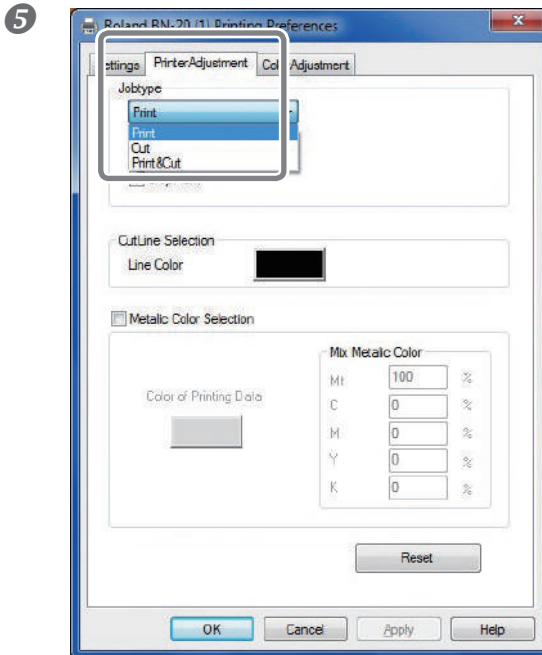 5
Roland BN-20 (1) Printing Preferences
ettings PrinterAdjustment Col Adjustment
Jobtype
Print
Print
Cut
Print&Cut
CutLine Selection
Line Color
Metalic Color Selection
Mix Metalic Color
Color of Printing Data
Mt 100 %
C 0 %
M 0 %
Y 0 %
K 0 %
Reset
OK Cancel Apply Help